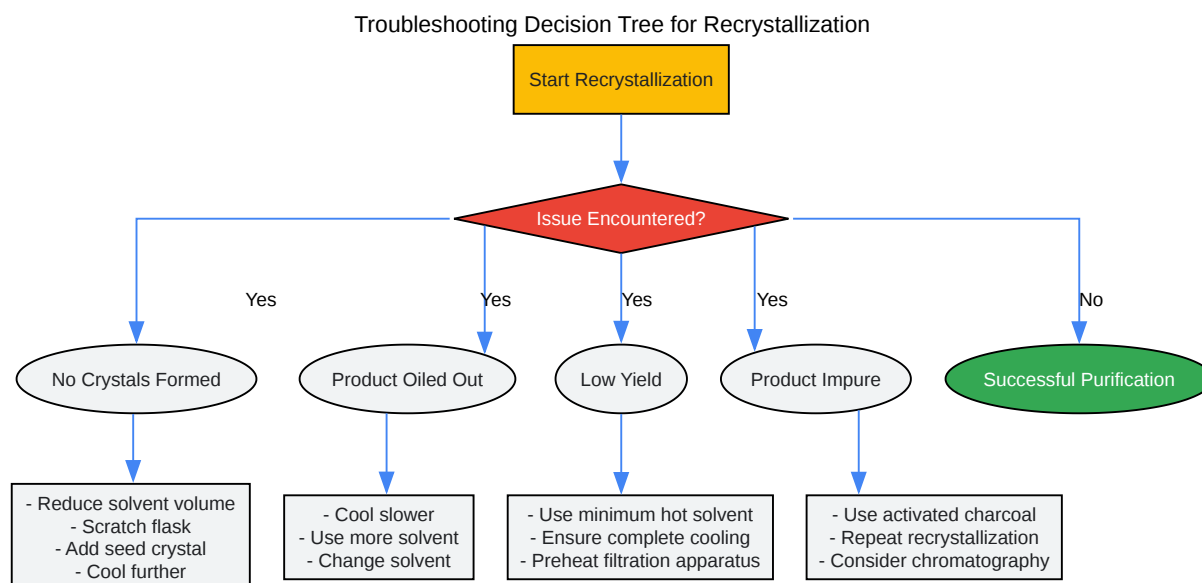 Troubleshooting Decision Tree for Recrystallization
Start Recrystallization
Issue Encountered?
Yes
Yes
Yes
Yes
No
No Crystals Formed
Product Oiled Out
Low Yield
Product Impure
Successful Purification
- Reduce solvent volume
- Scratch flask
- Add seed crystal
- Cool further
- Cool slower
- Use more solvent
- Change solvent
- Use minimum hot solvent
- Ensure complete cooling
- Preheat filtration apparatus
- Use activated charcoal
- Repeat recrystallization
- Consider chromatography